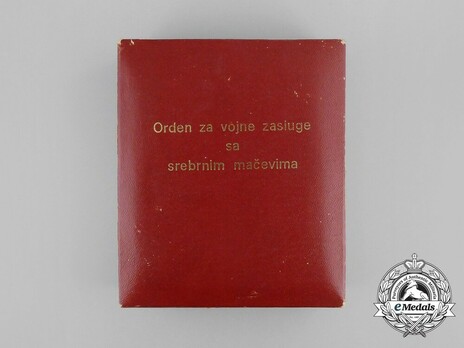 Orden za vojne zasluge
sa
srebrnim mačevima
eMedals